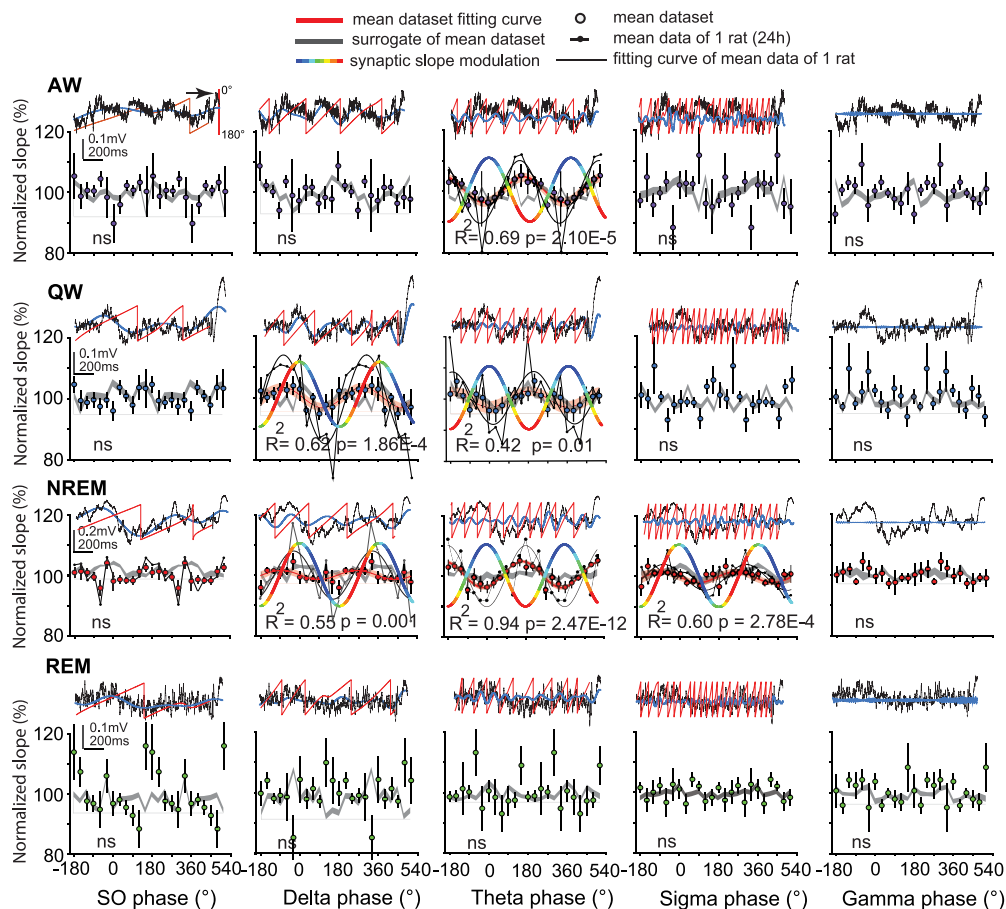 mean dataset fitting curve
mean dataset
surrogate of mean dataset
mean data of 1 rat (24h)
synaptic slope modulation
fitting curve of mean data of 1 rat
AW
0°
180°
0.1mV
200ms
Normalized slope (%)
120
100
80
ns
ns
2
R= 0.69 p= 2.10E-5
ns
ns
QW
0.1mV
200ms
Normalized slope (%)
120
100
80
ns
2
R= 0.62 p= 1.86E-4
2
R= 0.42 p= 0.01
ns
ns
NREM
0.2mV
200ms
Normalized slope (%)
120
100
80
ns
2
R = 0.55 p = 0.001
2
R = 0.94 p= 2.47E-12
2
R= 0.60 p = 2.78E-4
ns
REM
0.1mV
200ms
Normalized slope (%)
120
100
80
ns
ns
ns
ns
ns
-180 0 180 360 540
-180 0 180 360 540
-180 0 180 360 540
-180 0 180 360 540
-180 0 180 360 540
SO phase (°)
Delta phase (°)
Theta phase (°)
Sigma phase (°)
Gamma phase (°)